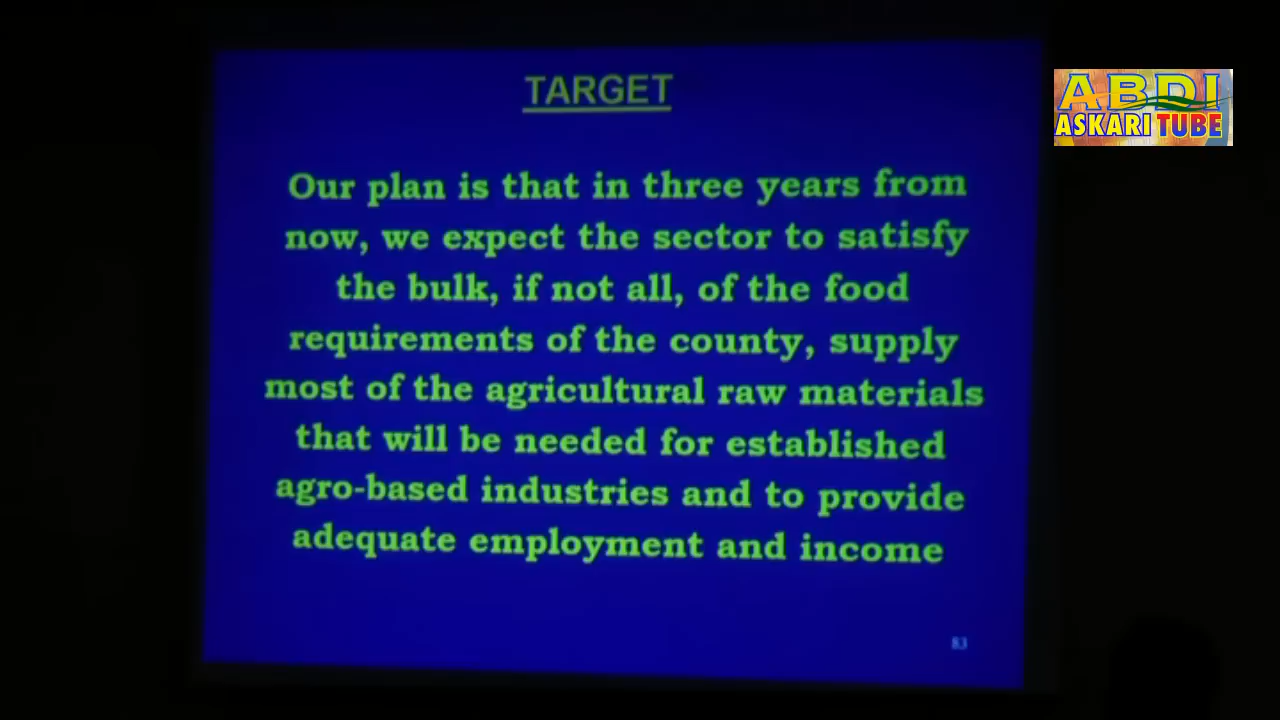 TARGET
ABDI
ASKARI TUBE
Our plan is that in three years from
now, we expect the sector to satisfy
the bulk, if not all, of the food
requirements of the county, supply
most of the agricultural raw materials
that will be needed for established
agro-based industries and to provide
adequate employment and income
83